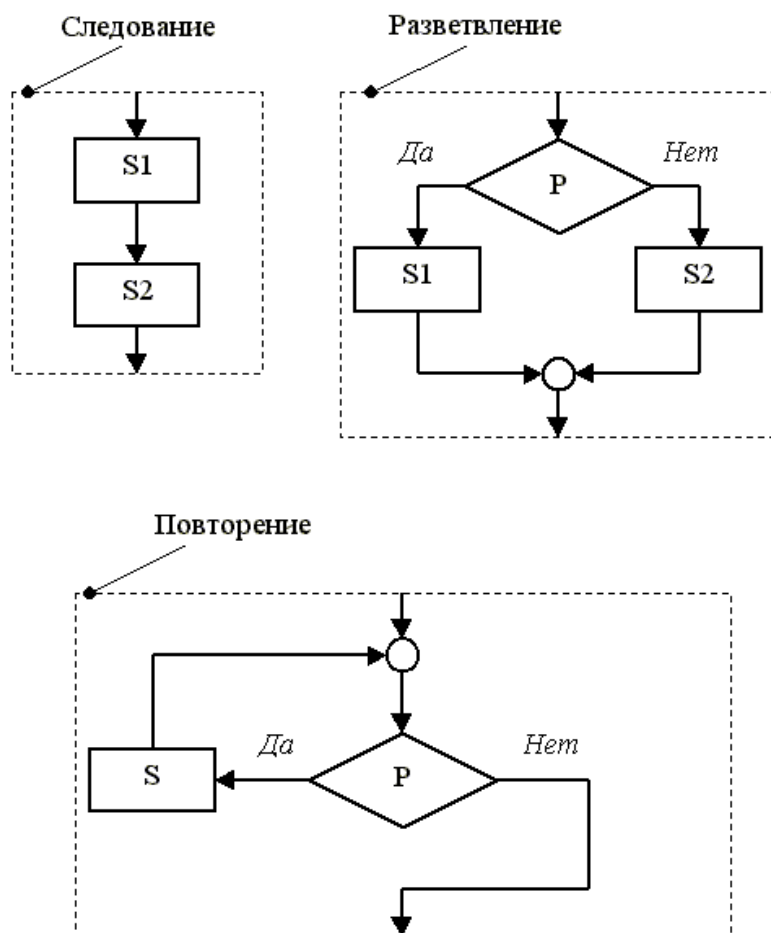 Следование
S1
S2
Разветвление
Да
Нет
P
S1
S2
Повторение
Да
Нет
S
P